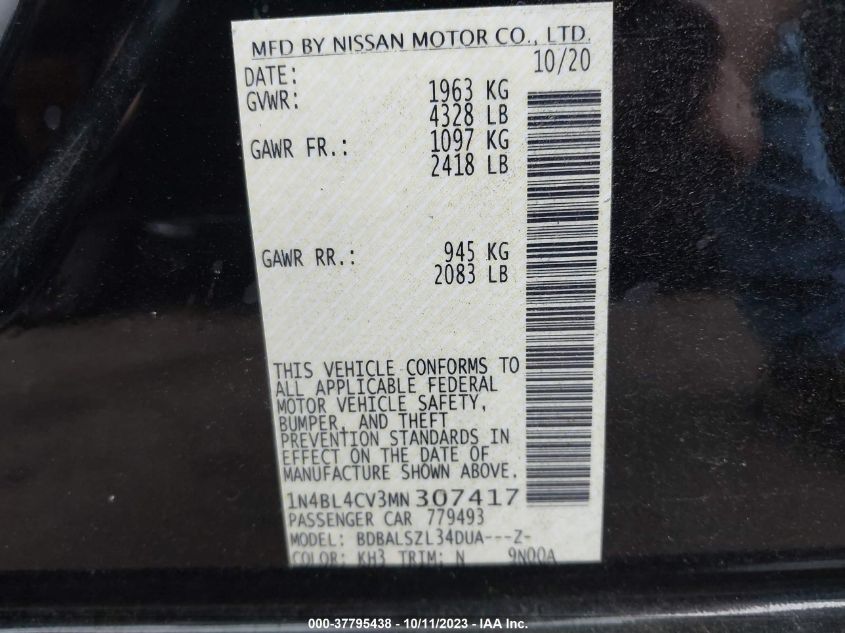 MFD BY NISSAN MOTOR CO., LTD.
DATE: 10/20
GVWR: 1963 KG
4328 LB
GAWR FR.: 1097 KG
2418 LB
GAWR RR.: 945 KG
2083 LB
THIS VEHICLE CONFORMS TO
ALL APPLICABLE FEDERAL
MOTOR VEHICLE SAFETY,
BUMPER, AND THEFT
PREVENTION STANDARDS IN
EFFECT ON THE DATE OF
MANUFACTURE SHOWN ABOVE.
1N4BL4CV3MN 307417
PASSENGER CAR 779493
MODEL: BDBALSZL34DUA---Z-
COLOR: KH3 TRIM: N 9N00A
000-37795438 - 10/11/2023 - IAA Inc.